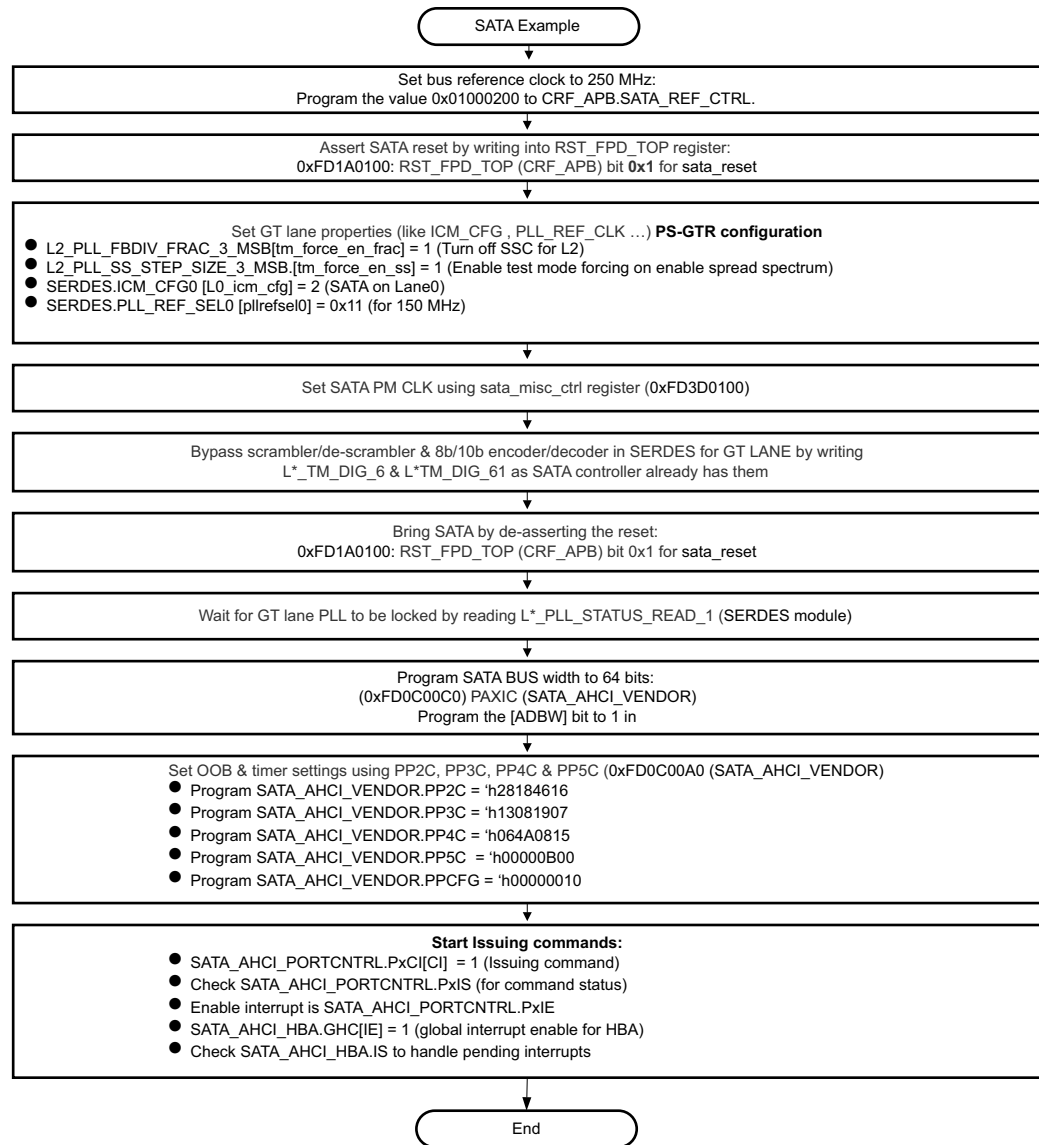 SATA Example
Set bus reference clock to 250 MHz:
Program the value 0x01000200 to CRF_APB.SATA_REF_CTRL.
Assert SATA reset by writing into RST_FPD_TOP register:
0xFD1A0100: RST_FPD_TOP (CRF_APB) bit 0x1 for sata_reset
Set GT lane properties (like ICM_CFG , PLL_REF_CLK …) PS-GTR configuration
● L2_PLL_FBDIV_FRAC_3_MSB[tm_force_en_frac] = 1 (Turn off SSC for L2)
● L2_PLL_SS_STEP_SIZE_3_MSB.[tm_force_en_ss] = 1 (Enable test mode forcing on enable spread spectrum)
● SERDES.ICM_CFG0 [L0_icm_cfg] = 2 (SATA on Lane0)
● SERDES.PLL_REF_SEL0 [pllrefsel0] = 0x11 (for 150 MHz)
Set SATA PM CLK using sata_misc_ctrl register (0xFD3D0100)
Bypass scrambler/de-scrambler & 8b/10b encoder/decoder in SERDES for GT LANE by writing
L*_TM_DIG_6 & L*TM_DIG_61 as SATA controller already has them
Bring SATA by de-asserting the reset:
0xFD1A0100: RST_FPD_TOP (CRF_APB) bit 0x1 for sata_reset
Wait for GT lane PLL to be locked by reading L*_PLL_STATUS_READ_1 (SERDES module)
Program SATA BUS width to 64 bits:
(0xFD0C00C0) PAXIC (SATA_AHCI_VENDOR)
Program the [ADBW] bit to 1 in
Set OOB & timer settings using PP2C, PP3C, PP4C & PP5C (0xFD0C00A0 (SATA_AHCI_VENDOR)
● Program SATA_AHCI_VENDOR.PP2C = ‘h28184616
● Program SATA_AHCI_VENDOR.PP3C = ‘h13081907
● Program SATA_AHCI_VENDOR.PP4C = ‘h064A0815
● Program SATA_AHCI_VENDOR.PP5C = ‘h00000B00
● Program SATA_AHCI_VENDOR.PPCFG = ‘h00000010
Start Issuing commands:
● SATA_AHCI_PORTCNTRL.PxCI[CI] = 1 (Issuing command)
● Check SATA_AHCI_PORTCNTRL.PxIS (for command status)
● Enable interrupt is SATA_AHCI_PORTCNTRL.PxIE
● SATA_AHCI_HBA.GHC[IE] = 1 (global interrupt enable for HBA)
● Check SATA_AHCI_HBA.IS to handle pending interrupts
End